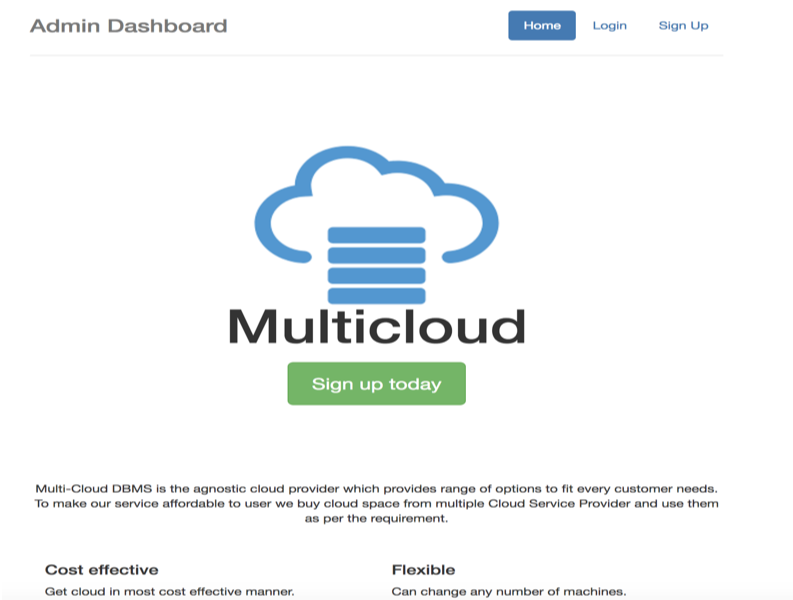 Admin Dashboard
Home Login Sign Up
Multicloud
Sign up today
Multi-Cloud DBMS is the agnostic cloud provider which provides range of options to fit every customer needs.
To make our service affordable to user we buy cloud space from multiple Cloud Service Provider and use them
as per the requirement.
Cost effective
Get cloud in most cost effective manner.
Flexible
Can change any number of machines.